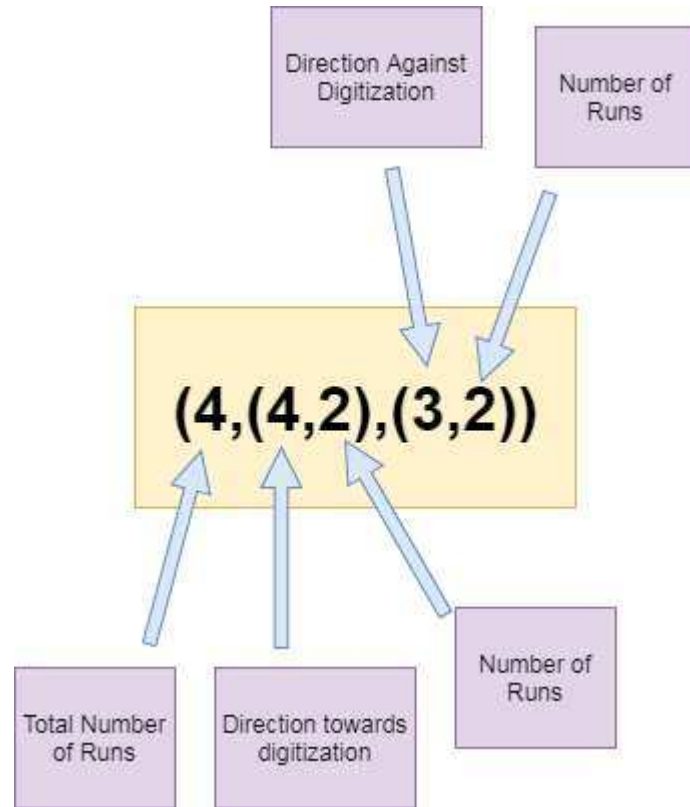 Direction Against
Digitization
Number of
Runs
(4,(4,2),(3,2))
Number of
Runs
Total Number
of Runs
Direction towards
digitization